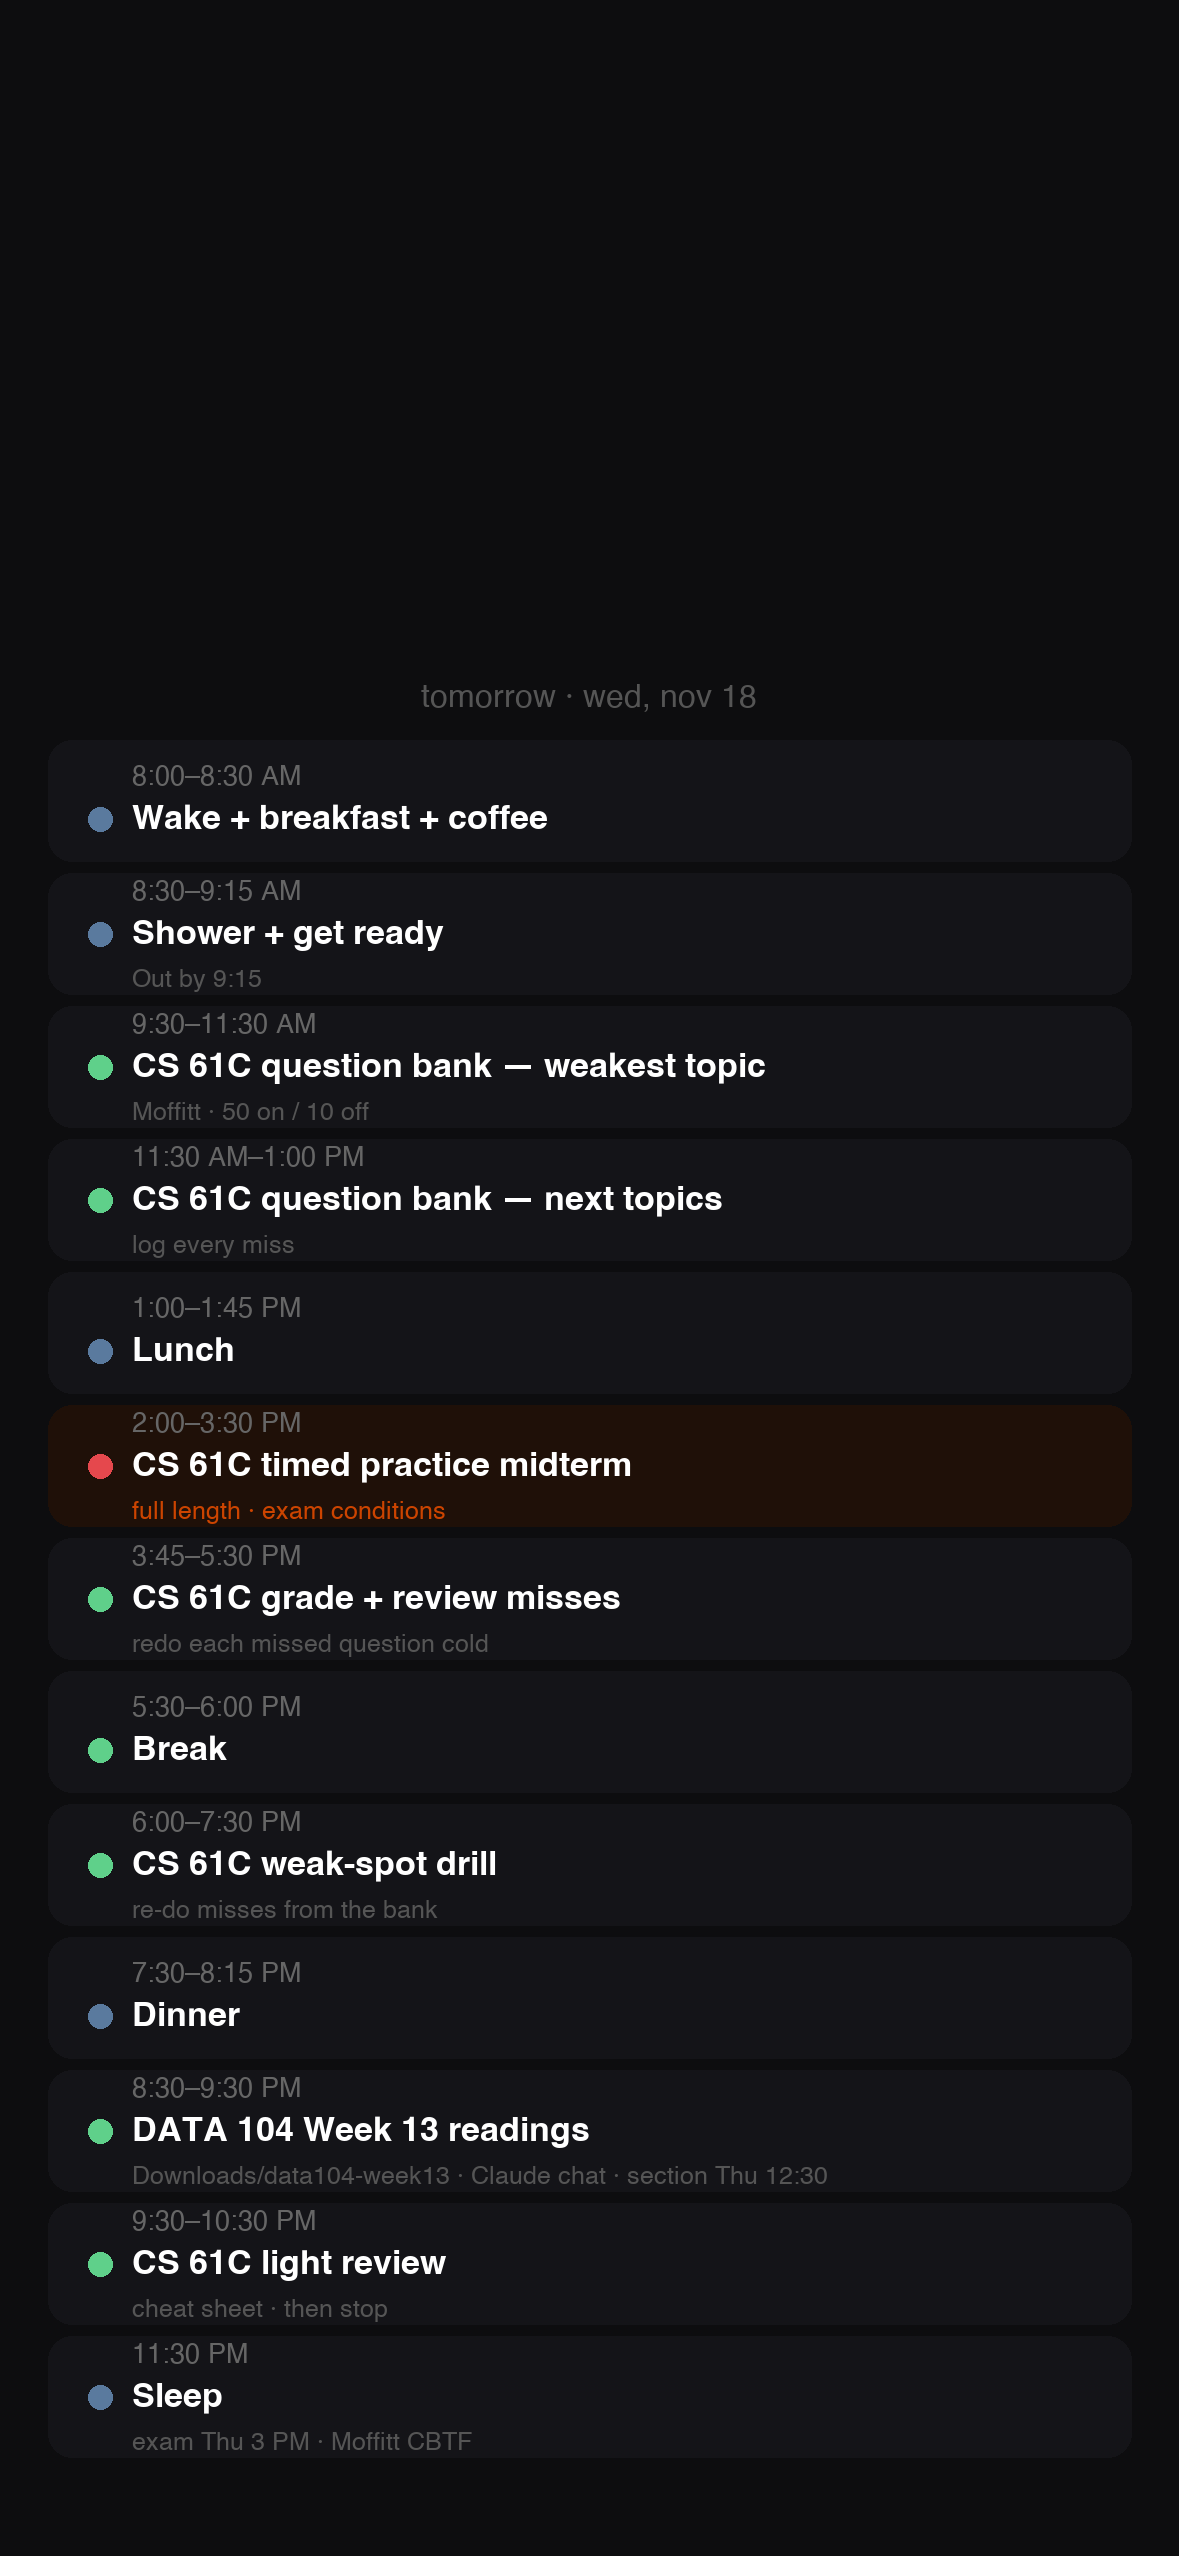 tomorrow · wed, nov 18
8:00–8:30 AM
Wake + breakfast + coffee
8:30–9:15 AM
Shower + get ready
Out by 9:15
9:30–11:30 AM
CS 61C question bank — weakest topic
Moffitt · 50 on / 10 off
11:30 AM–1:00 PM
CS 61C question bank — next topics
log every miss
1:00–1:45 PM
Lunch
2:00–3:30 PM
CS 61C timed practice midterm
full length · exam conditions
3:45–5:30 PM
CS 61C grade + review misses
redo each missed question cold
5:30–6:00 PM
Break
6:00–7:30 PM
CS 61C weak-spot drill
re-do misses from the bank
7:30–8:15 PM
Dinner
8:30–9:30 PM
DATA 104 Week 13 readings
Downloads/data104-week13 · Claude chat · section Thu 12:30
9:30–10:30 PM
CS 61C light review
cheat sheet · then stop
11:30 PM
Sleep
exam Thu 3 PM · Moffitt CBTF